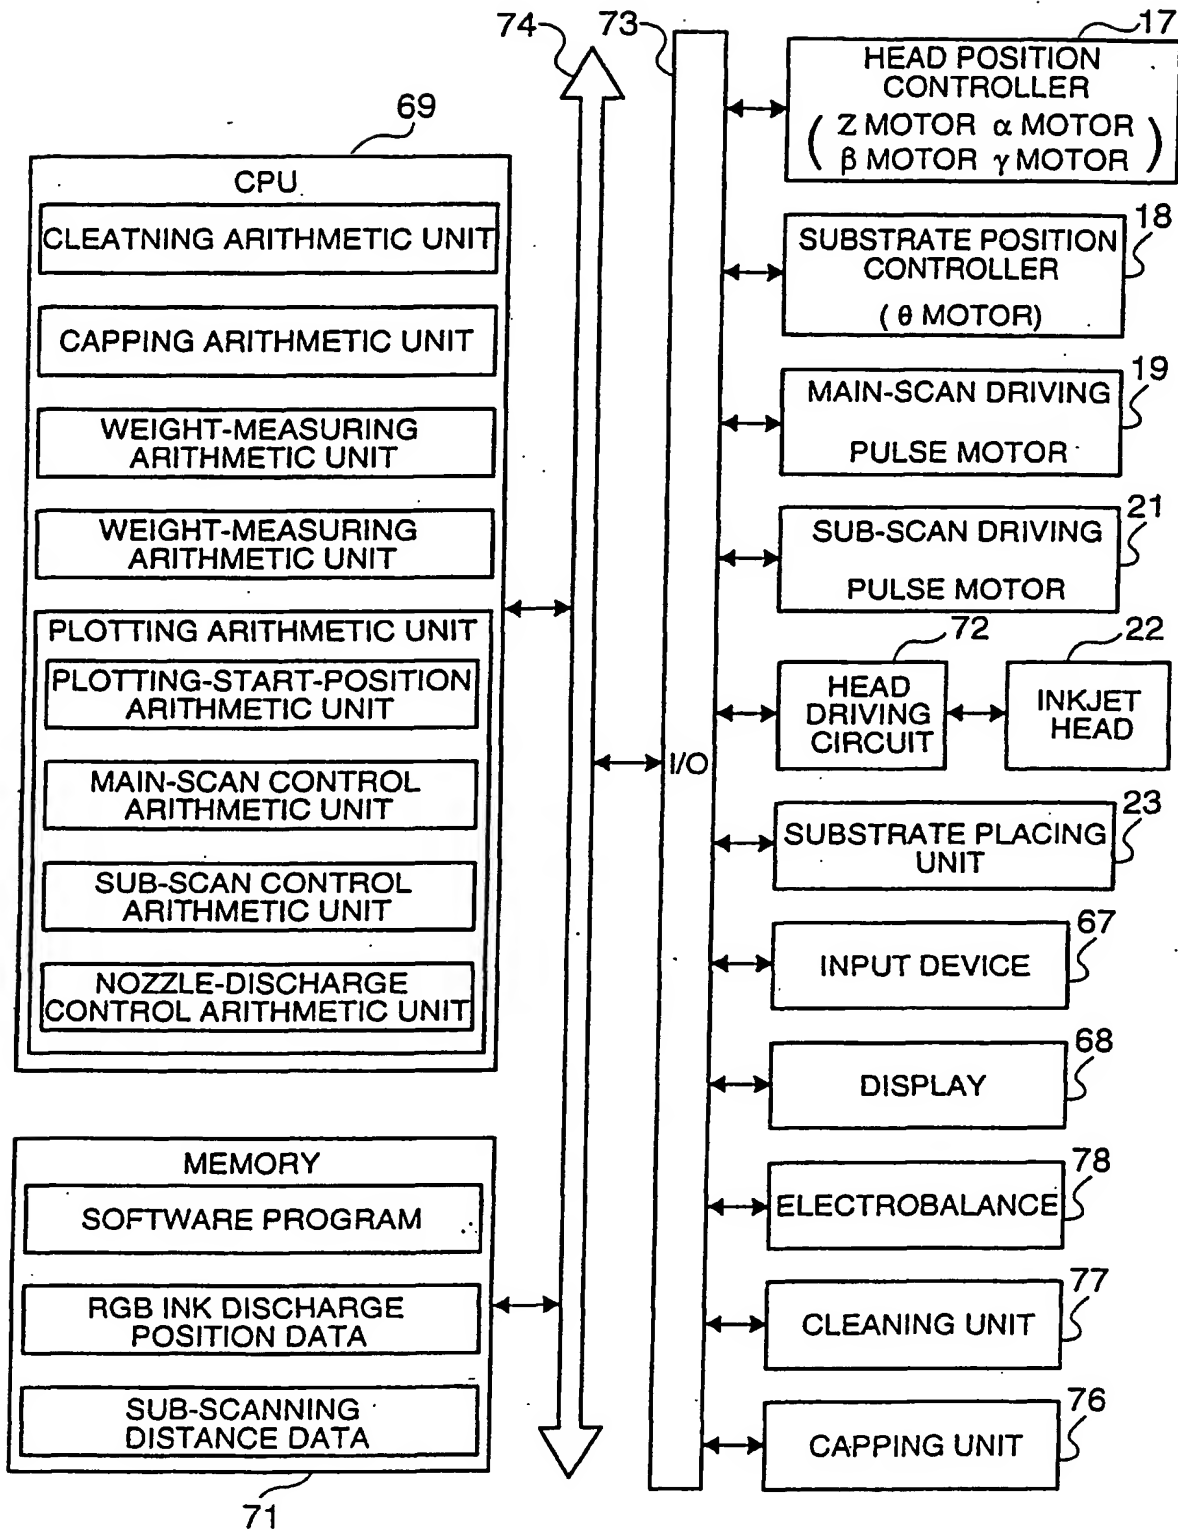 74
73
17
HEAD POSITION
CONTROLLER
( Z MOTOR α MOTOR
β MOTOR γ MOTOR )
69
CPU
CLEATNING ARITHMETIC UNIT
CAPPING ARITHMETIC UNIT
WEIGHT-MEASURING
ARITHMETIC UNIT
WEIGHT-MEASURING
ARITHMETIC UNIT
PLOTTING ARITHMETIC UNIT
PLOTTING-START-POSITION
ARITHMETIC UNIT
MAIN-SCAN CONTROL
ARITHMETIC UNIT
SUB-SCAN CONTROL
ARITHMETIC UNIT
NOZZLE-DISCHARGE
CONTROL ARITHMETIC UNIT
MEMORY
SOFTWARE PROGRAM
RGB INK DISCHARGE
POSITION DATA
SUB-SCANNING
DISTANCE DATA
71
I/O
18
SUBSTRATE POSITION
CONTROLLER
( θ MOTOR)
19
MAIN-SCAN DRIVING
PULSE MOTOR
21
SUB-SCAN DRIVING
PULSE MOTOR
72
HEAD
DRIVING
CIRCUIT
22
INKJET
HEAD
23
SUBSTRATE PLACING
UNIT
67
INPUT DEVICE
68
DISPLAY
78
ELECTROBALANCE
77
CLEANING UNIT
76
CAPPING UNIT